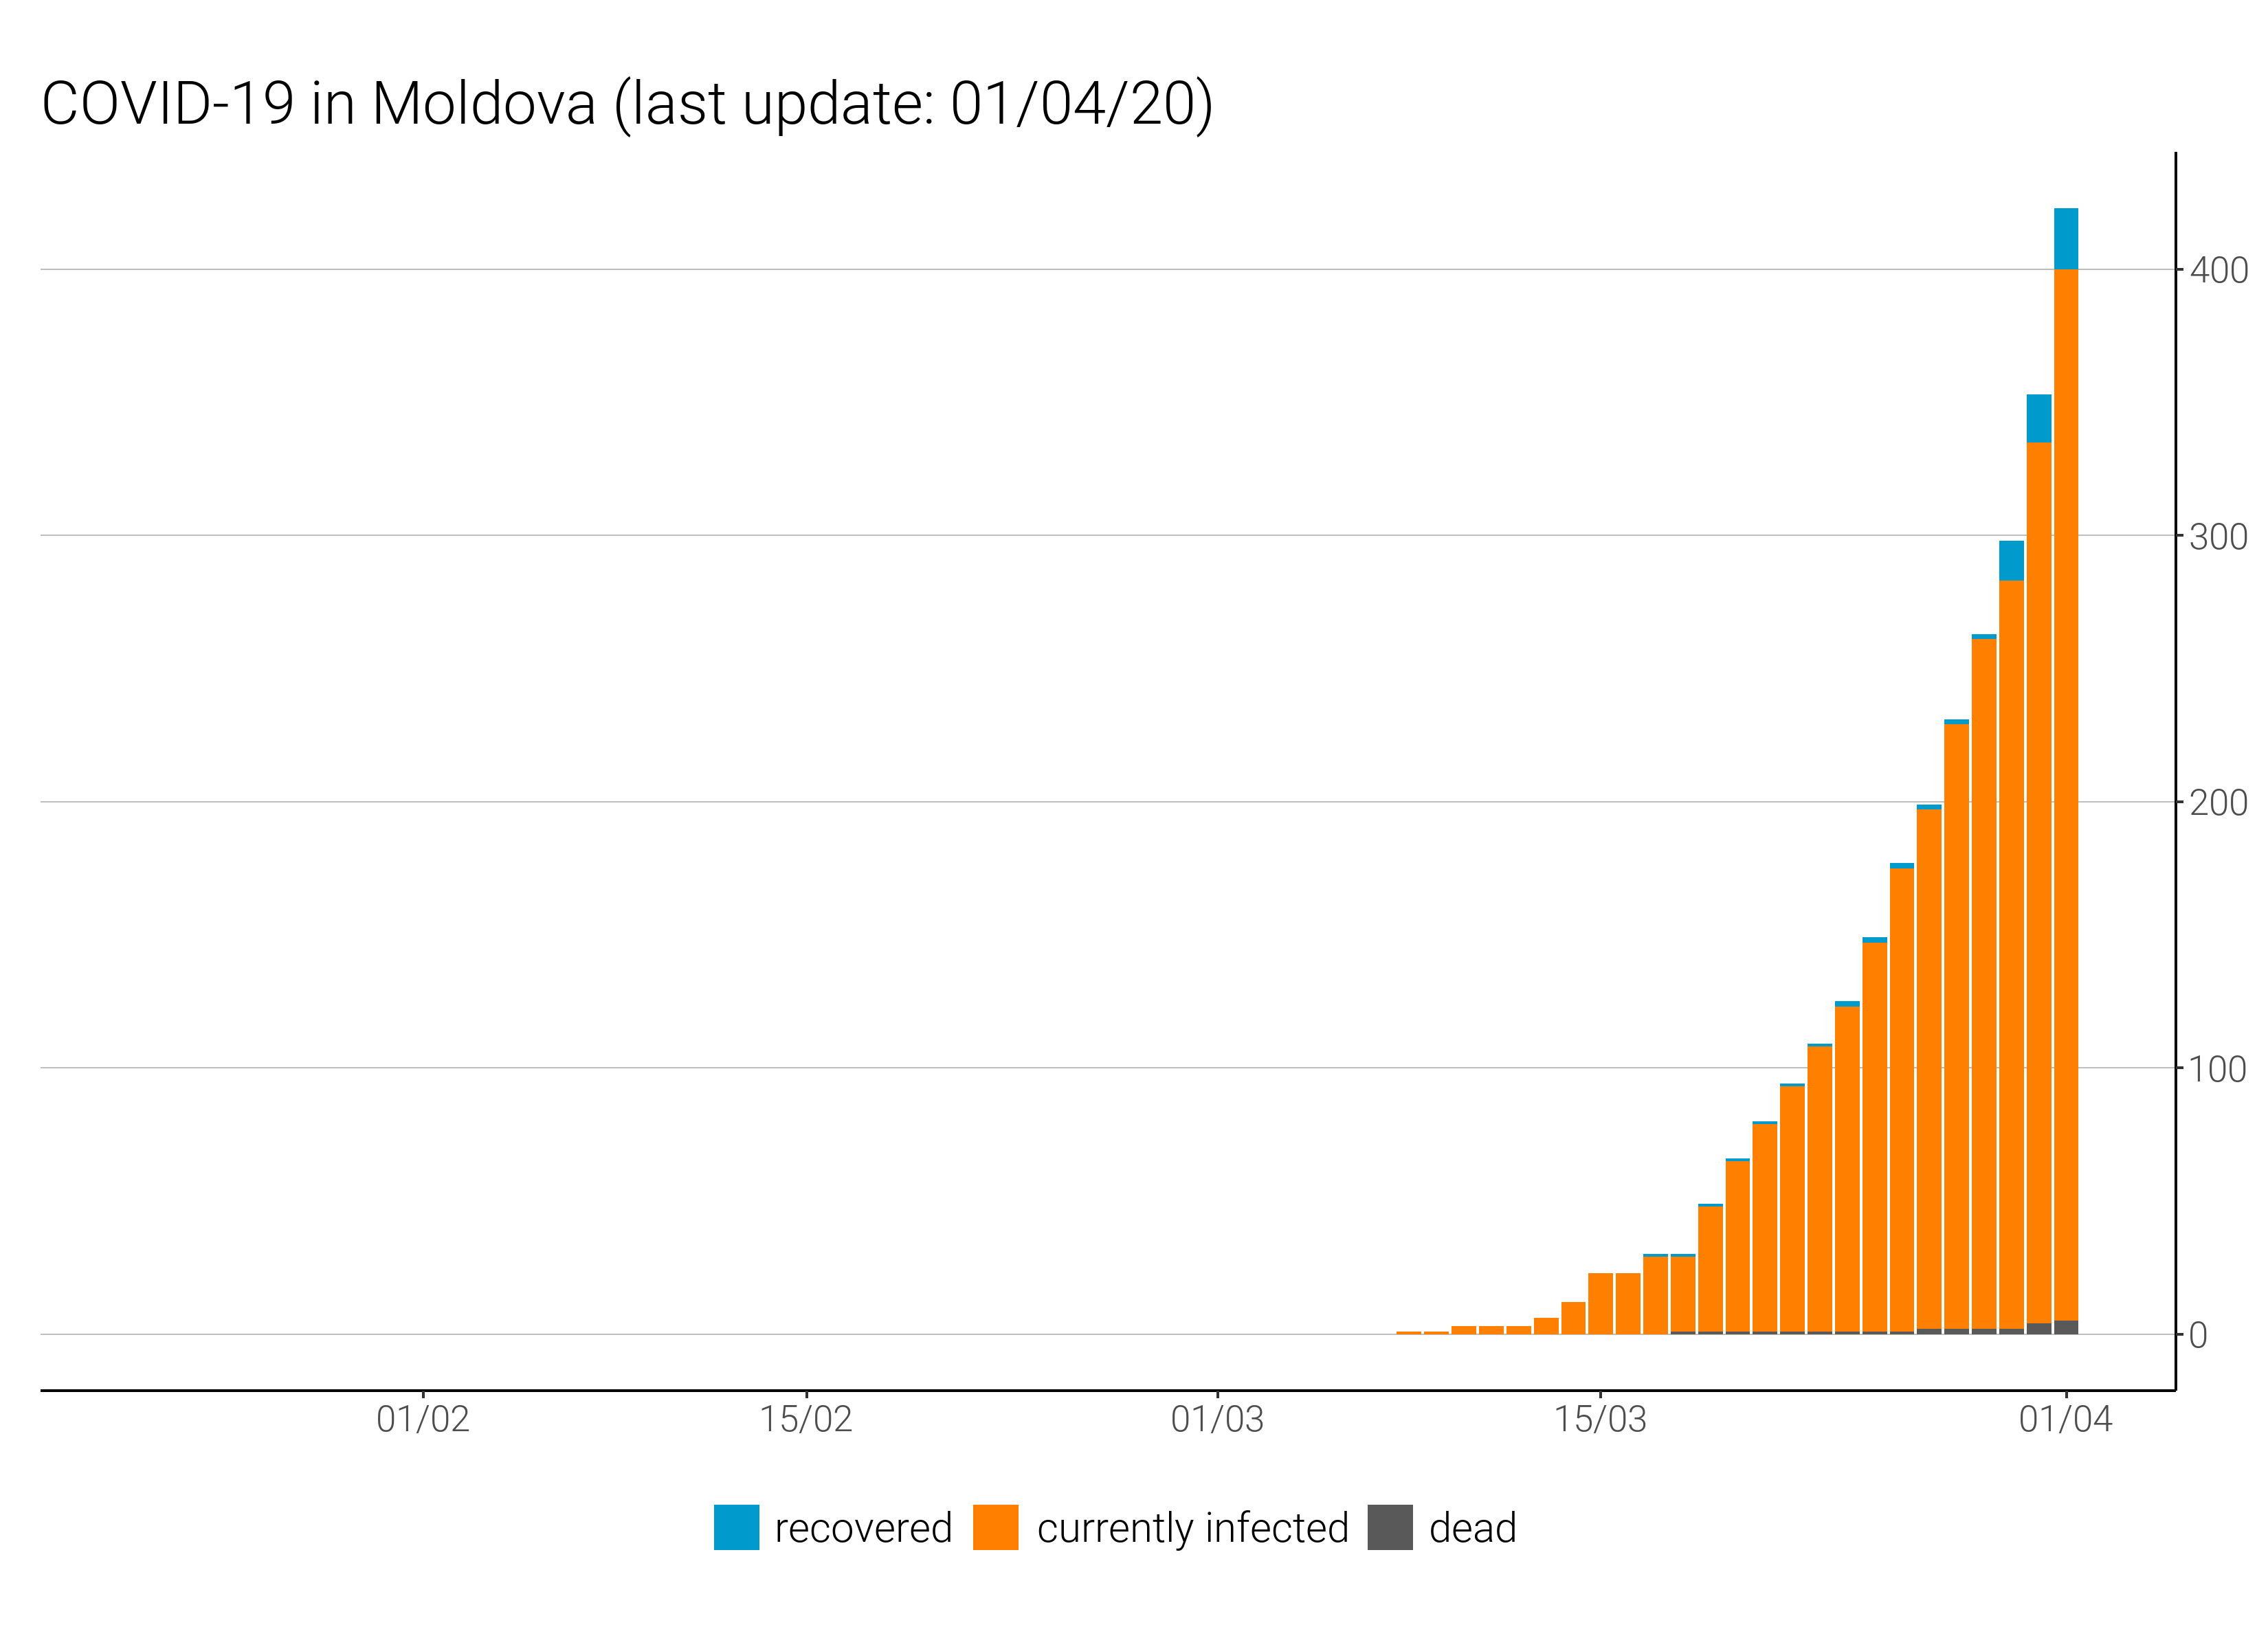 COVID-19 in Moldova (last update: 01/04/20)
400
300
200
100
0
01/02 15/02 01/03 15/03 01/04
recovered currently infected dead